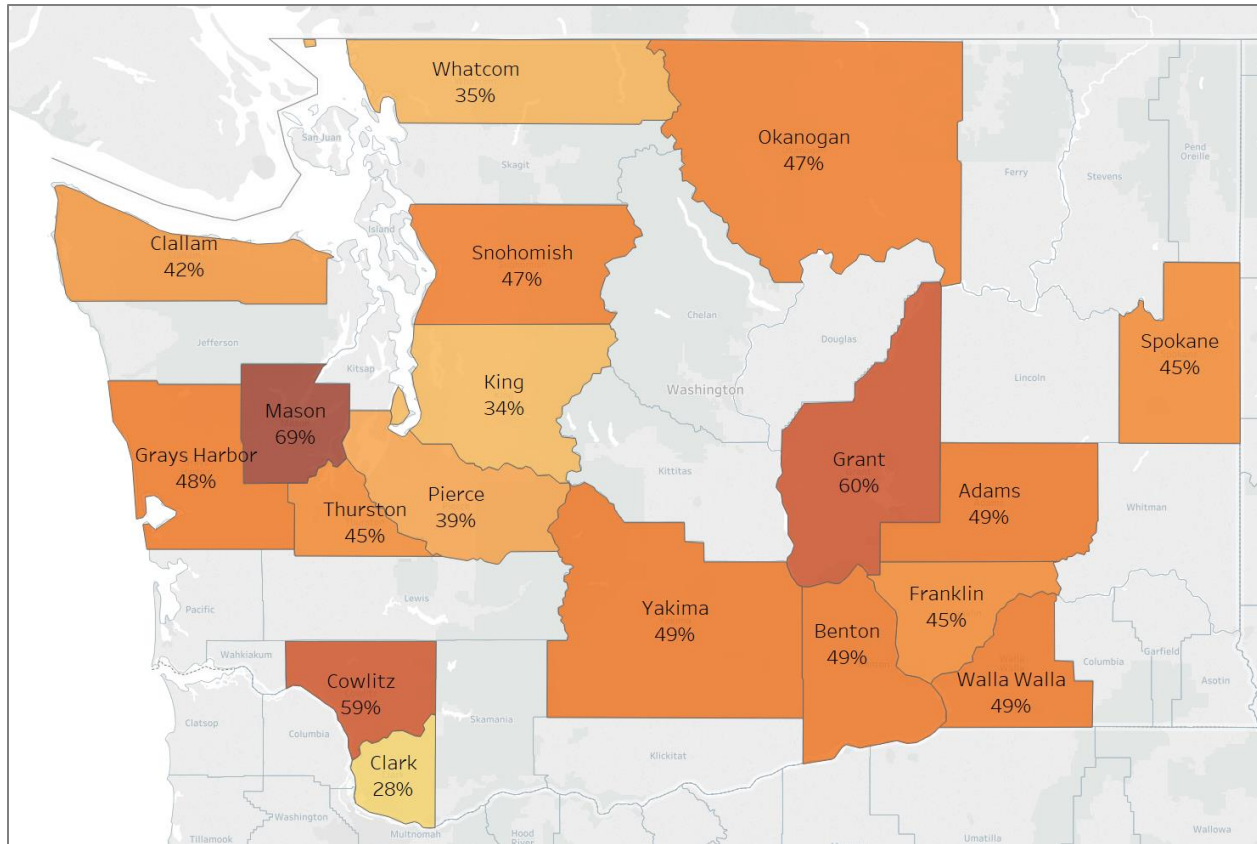 Whatcom
35%
Okanogan
47%
San Juan
Skagit
Ferry
Stevens
Pend
Oreille
Island
Clallam
42%
Snohomish
47%
Chelan
Douglas
Jefferson
Kitsap
King
34%
Washington
Lincoln
Spokane
45%
Mason
69%
Grays Harbor
48%
Kittitas
Grant
60%
Thurston
45%
Pierce
39%
Adams
49%
Whitman
Pacific
Lewis
Yakima
49%
Benton
49%
Franklin
45%
Garfield
Columbia
Asotin
Walla Walla
49%
Wahkiakum
Cowlitz
59%
Skamania
Clatsop
Columbia
Klickitat
Clark
28%
Tillamook
Washington
Multnomah
Hood
River
Umatilla
Wallowa